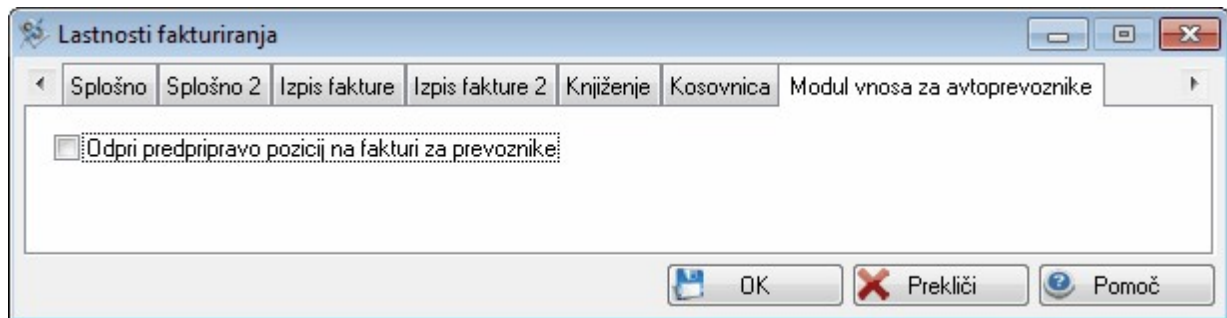 Lastnosti fakturiranja
Splošno Splošno 2 Izpis fakture Izpis fakture 2 Knjiženje Kosovnica Modul vnosa za avtoprevoznike
Odpri predpripravo pozicij na fakturi za prevoznike
OK Prekliči Pomoč